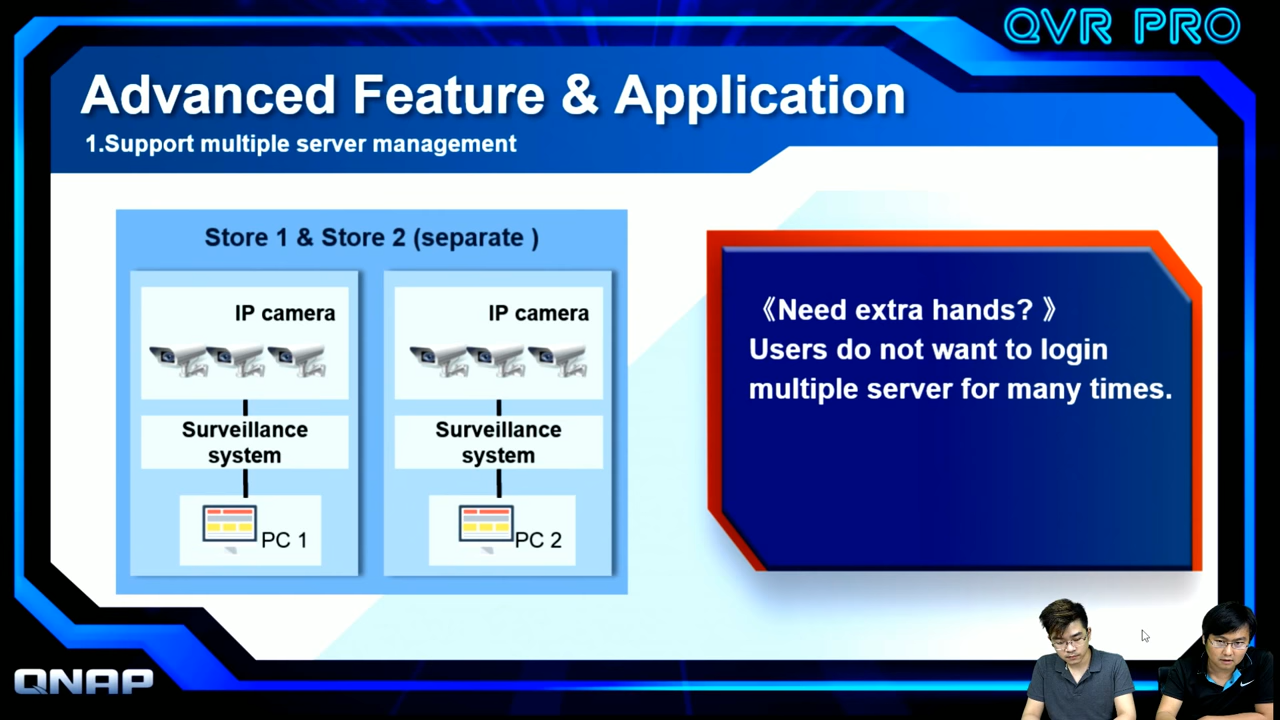 QVR PRO
Advanced Feature & Application
1.Support multiple server management
Store 1 & Store 2 (separate )
IP camera
Surveillance
system
PC 1
IP camera
Surveillance
system
PC 2
《Need extra hands? 》
Users do not want to login
multiple server for many times.
QNAP